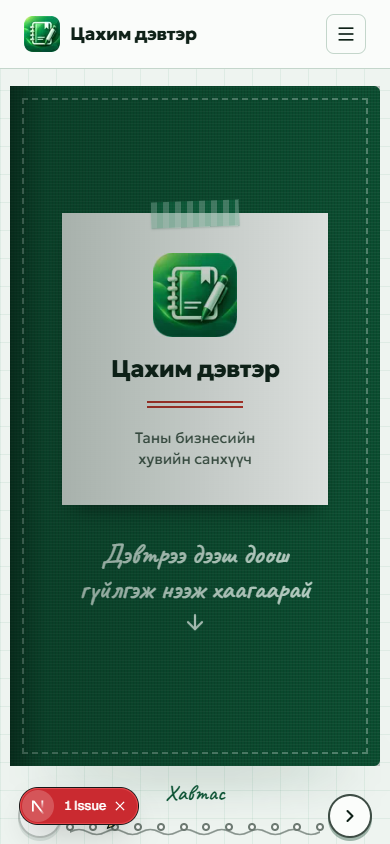 Цахим дэвтэр
Цахим дэвтэр
Таны бизнесийн
хувийн санхүүч
Дэвтрээ дээш доош
гүйлгэж нээж хаагаарай
↓
Хавтас
N 1 Issue ×